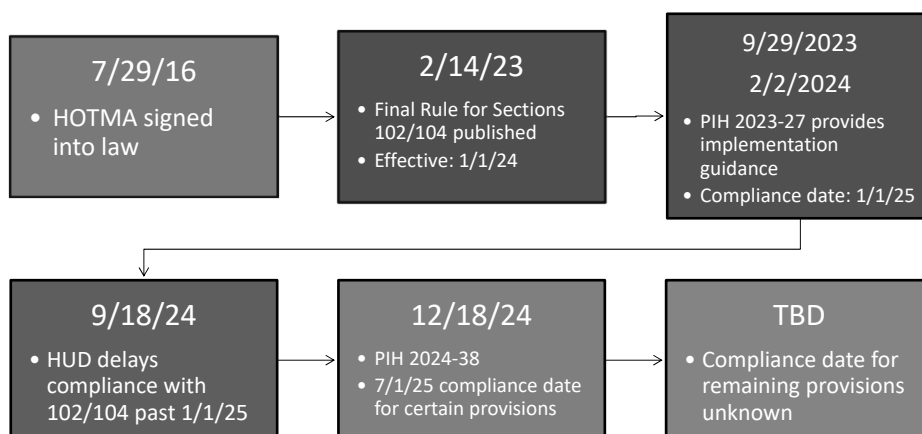 7/29/16
• HOTMA signed
into law
2/14/23
• Final Rule for Sections
102/104 published
• Effective: 1/1/24
9/29/2023
2/2/2024
• PIH 2023-27 provides
implementation
guidance
• Compliance date: 1/1/25
9/18/24
• HUD delays
compliance with
102/104 past 1/1/25
12/18/24
• PIH 2024-38
• 7/1/25 compliance date
for certain provisions
TBD
• Compliance date for
remaining provisions
unknown